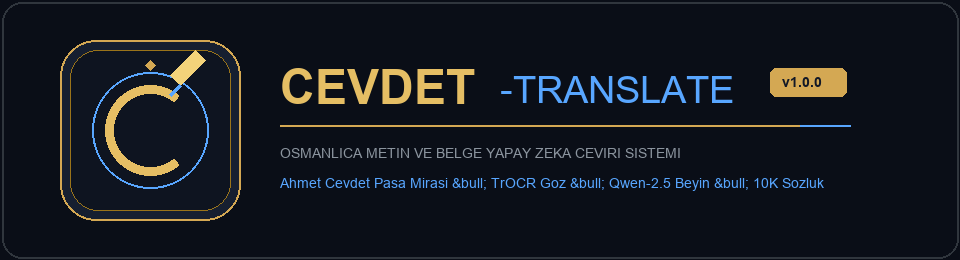 CEVDET -TRANSLATE v1.0.0
OSMANLICA METIN VE BELGE YAPAY ZEKA CEVIRI SISTEMI
Ahmet Cevdet Pasa Mirasi &bull; TrOCR Goz &bull; Qwen-2.5 Beyin &bull; 10K Sozluk